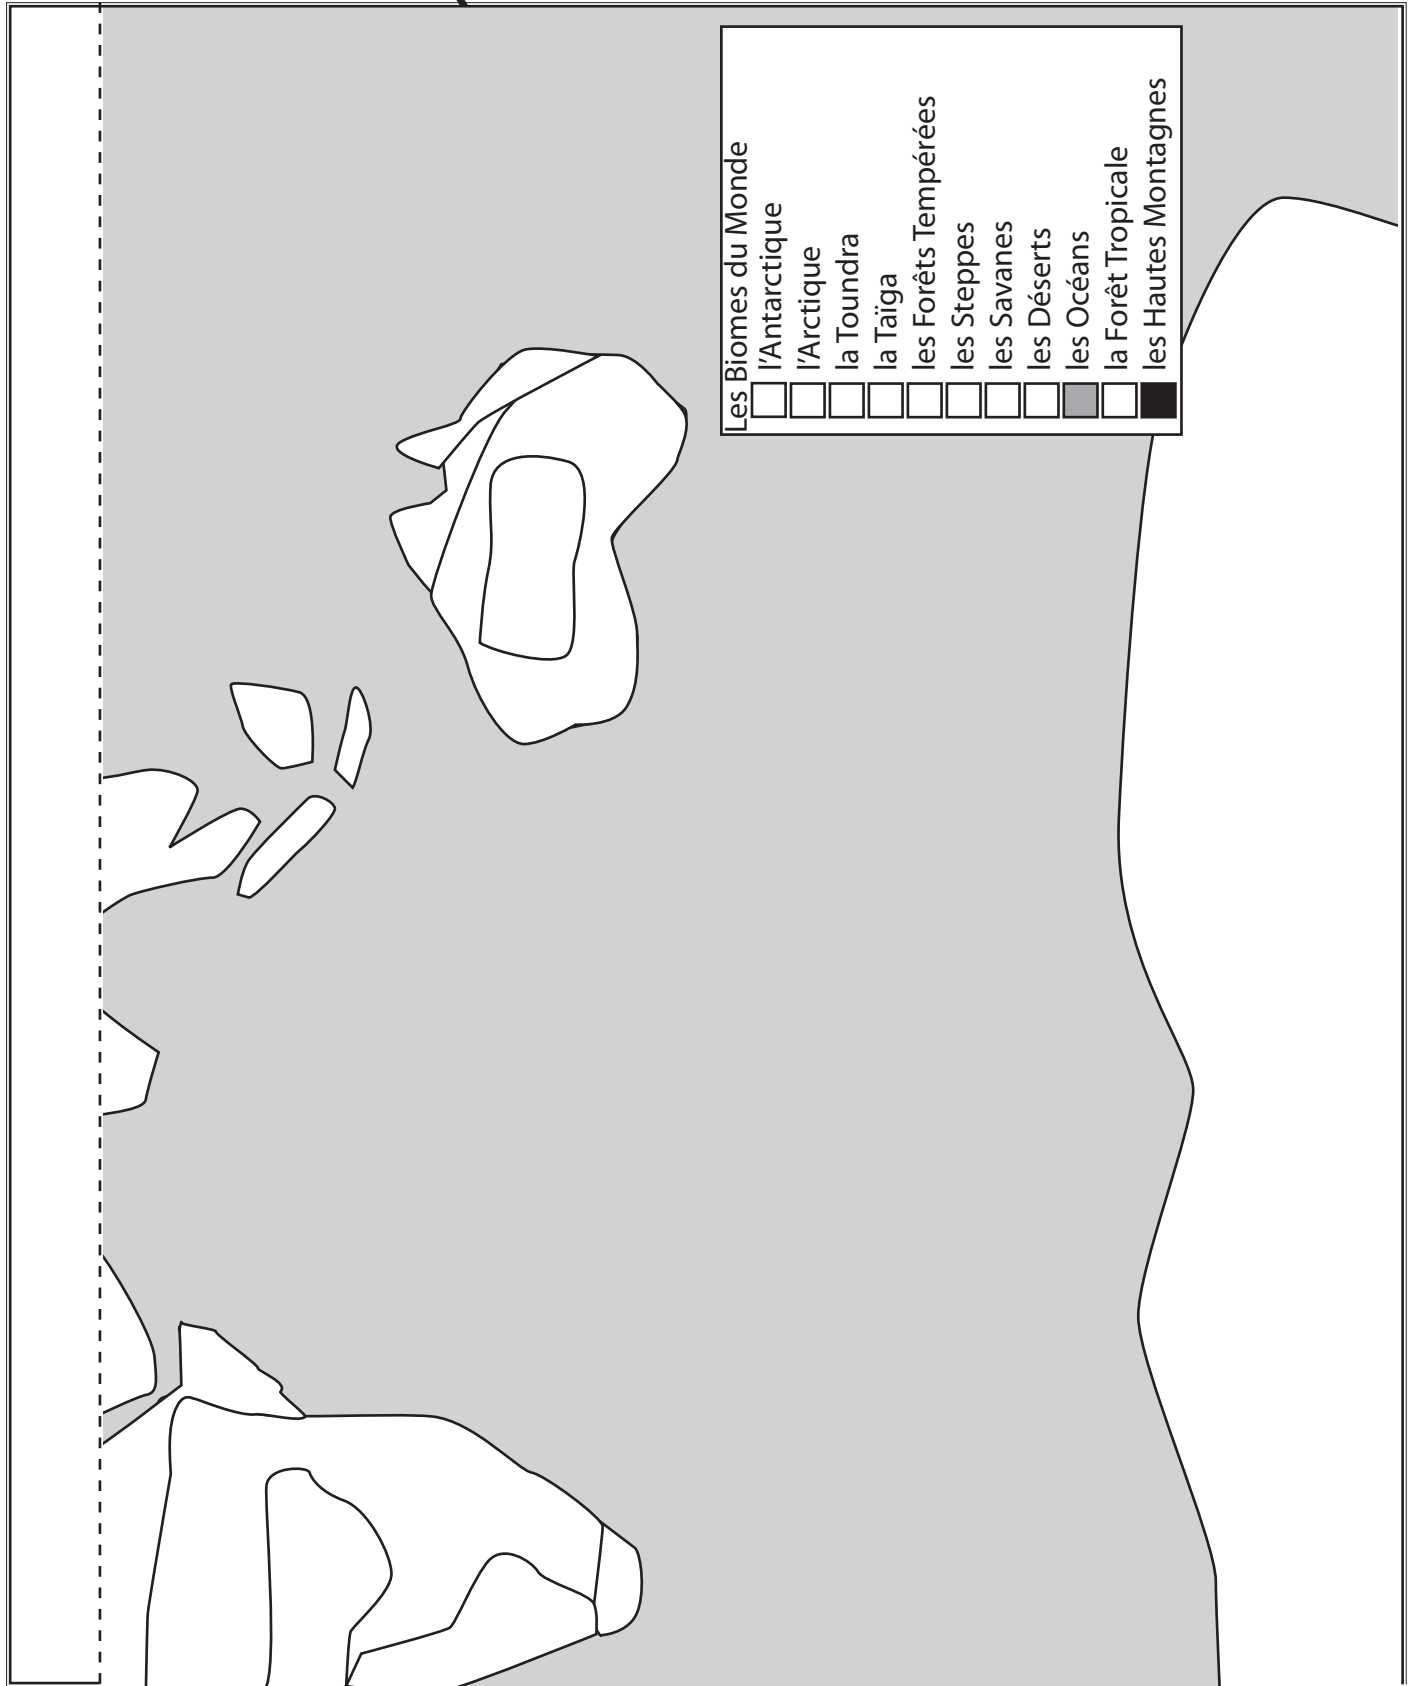 Les Biomes du Monde
l'Antarctique
l'Arctique
la Toundra
la Taïga
les Forêts Tempérées
les Steppes
les Savanes
les Déserts
les Océans
la Forêt Tropicale
les Hautes Montagnes